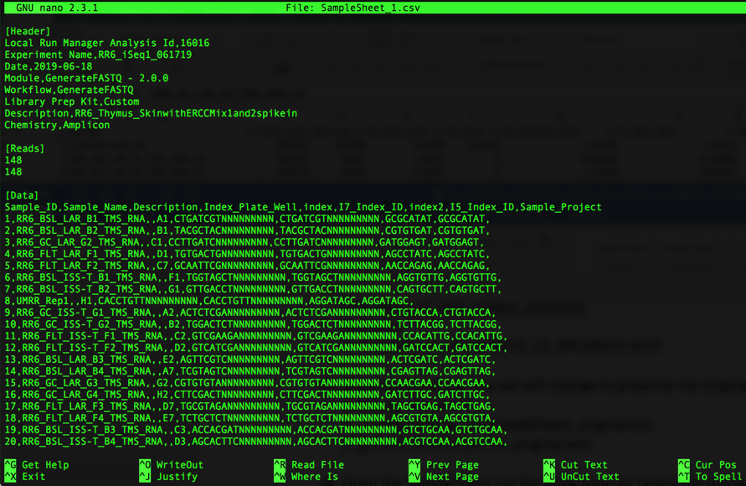 GNU nano 2.3.1 File: SampleSheet_1.csv
[Header]
Local Run Manager Analysis Id,16016
Experiment Name,RR6_iSeq1_061719
Date,2019-06-18
Module,GenerateFASTQ - 2.0.0
Workflow,GenerateFASTQ
Library Prep Kit,Custom
Description,RR6_Thymus_SkinwithERCCMix1and2spikein
Chemistry,Amplicon
[Reads]
148
148
[Data]
Sample_ID,Sample_Name,Description,Index_Plate_Well,index,I7_Index_ID,index2,I5_Index_ID,Sample_Project
1,RR6_BSL_LAR_B1_TMS_RNA,,A1,CTGATCGTNNNNNNNNN,CTGATCGTNNNNNNNNN,GCGCATAT,GCGCATAT,
2,RR6_BSL_LAR_B2_TMS_RNA,,B1,TACGCTACNNNNNNNNN,TACGCTACNNNNNNNNN,CGTGTGAT,CGTGTGAT,
3,RR6_GC_LAR_G2_TMS_RNA,,C1,CCTTGATCNNNNNNNNN,CCTTGATCNNNNNNNNN,GATGGAGT,GATGGAGT,
4,RR6_FLT_LAR_F1_TMS_RNA,,D1,TGTGACTGNNNNNNNNN,TGTGACTGNNNNNNNNN,AGCCTATC,AGCCTATC,
5,RR6_FLT_LAR_F2_TMS_RNA,,C7,GCAATTCGNNNNNNNNN,GCAATTCGNNNNNNNNN,AACCAGAG,AACCAGAG,
6,RR6_BSL_ISS-T_B1_TMS_RNA,,F1,TGGTAGCTNNNNNNNNN,TGGTAGCTNNNNNNNNN,AGGTGTTG,AGGTGTTG,
7,RR6_BSL_ISS-T_B2_TMS_RNA,,G1,GTTGACCTNNNNNNNNN,GTTGACCTNNNNNNNNN,CAGTGCTT,CAGTGCTT,
8,UMRR_Rep1,,H1,CACCTGTTNNNNNNNNN,CACCTGTTNNNNNNNNN,AGGATAGC,AGGATAGC,
9,RR6_GC_ISS-T_G1_TMS_RNA,,A2,ACTCTCGANNNNNNNNN,ACTCTCGANNNNNNNNN,CTGTACCA,CTGTACCA,
10,RR6_GC_ISS-T_G2_TMS_RNA,,B2,TGGACTCTNNNNNNNNN,TGGACTCTNNNNNNNNN,TCTTACGG,TCTTACGG,
11,RR6_FLT_ISS-T_F1_TMS_RNA,,C2,GTCGAAGANNNNNNNNN,GTCGAAGANNNNNNNNN,CCACATTG,CCACATTG,
12,RR6_FLT_ISS-T_F2_TMS_RNA,,D2,GTCATCGANNNNNNNNN,GTCATCGANNNNNNNNN,GATCCACT,GATCCACT,
13,RR6_BSL_LAR_B3_TMS_RNA,,E2,AGTTCGTCNNNNNNNNN,AGTTCGTCNNNNNNNNN,ACTCGATC,ACTCGATC,
14,RR6_BSL_LAR_B4_TMS_RNA,,A7,TCGTAGTCNNNNNNNNN,TCGTAGTCNNNNNNNNN,CGAGTTAG,CGAGTTAG,
15,RR6_GC_LAR_G3_TMS_RNA,,G2,CGTGTGTANNNNNNNNN,CGTGTGTANNNNNNNNN,CCAACGAA,CCAACGAA,
16,RR6_GC_LAR_G4_TMS_RNA,,H2,CTTCGACTNNNNNNNNN,CTTCGACTNNNNNNNNN,GATCTTGC,GATCTTGC,
17,RR6_FLT_LAR_F3_TMS_RNA,,D7,TGCGTAGANNNNNNNNN,TGCGTAGANNNNNNNNN,TAGCTGAG,TAGCTGAG,
18,RR6_FLT_LAR_F4_TMS_RNA,,E7,TCTGCTCTNNNNNNNNN,TCTGCTCTNNNNNNNNN,AGCGTGTA,AGCGTGTA,
19,RR6_BSL_ISS-T_B3_TMS_RNA,,C3,ACCACGATNNNNNNNNN,ACCACGATNNNNNNNNN,GTCTGCAA,GTCTGCAA,
20,RR6_BSL_ISS-T_B4_TMS_RNA,,D3,AGCACTTCNNNNNNNNN,AGCACTTCNNNNNNNNN,ACGTCCAA,ACGTCCAA,
^G Get Help ^O WriteOut ^R Read File ^Y Prev Page ^K Cut Text ^C Cur Pos
^X Exit ^J Justify ^W Where Is ^V Next Page ^U UnCut Text ^T To Spell